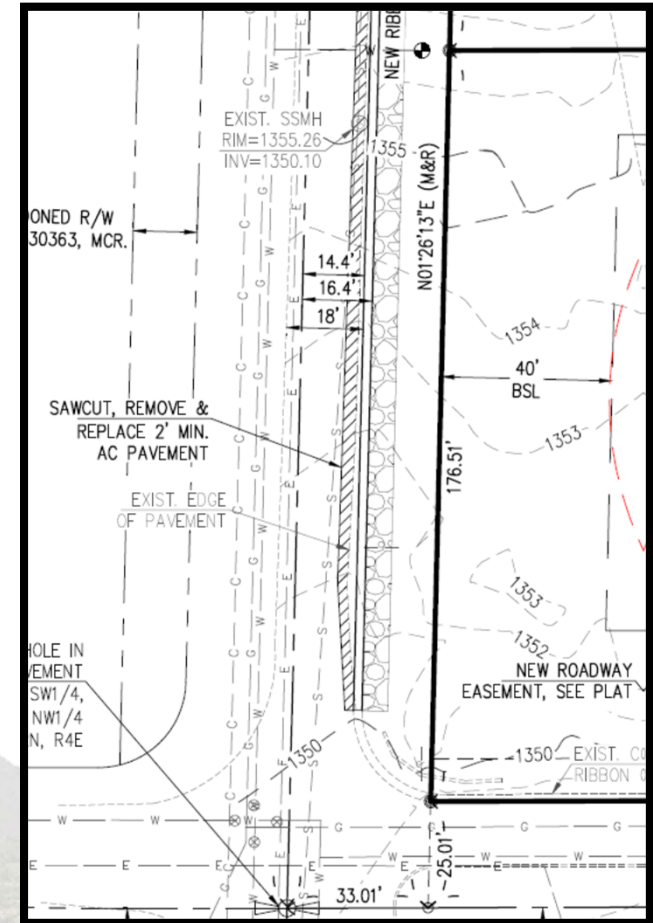 NEW RIBB
EXIST. SSMH
RIM=1355.26
INV=1350.10
1355
N01°26'13"E (M&R)
DONED R/W
30363, MCR.
14.4'
16.4'
18'
1354
40'
BSL
SAWCUT, REMOVE &
REPLACE 2' MIN.
AC PAVEMENT
1353
176.51'
EXIST. EDGE
OF PAVEMENT
1353
1352
HOLE IN
VEMENT
SW1/4,
NW1/4
N, R4E
NEW ROADWAY
EASEMENT, SEE PLAT
1350
1350
EXIST. CO
RIBBON
25.01'
33.01'